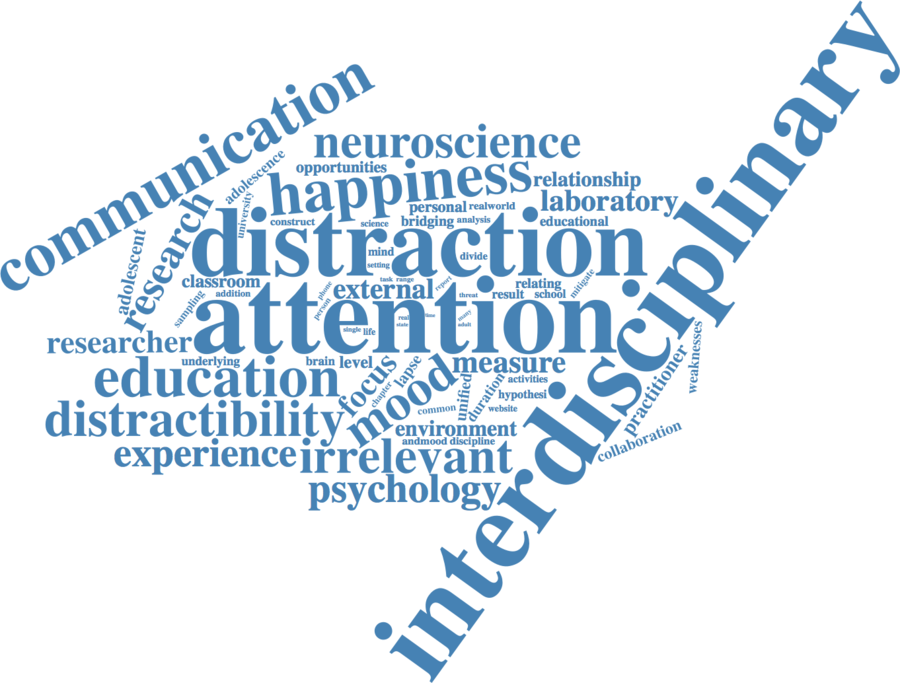 interdisciplinary
communication
neuroscience
opportunities
adolescence
happiness
relationship
research
university
personal
realworld
laboratory
construct
science
bridging
analysis
educational
distraction
adolescent
mind
divide
setting
classroom
task
range
report
relating
mitigate
sampling
addition
phone
person
external
threat
result
school
attention
real
time
many
state
adult
single
life
researcher
underlying
brain
level
measure
weaknesses
practitioner
education
focus
chapter
lapse
mood
unified
duration
activities
hypothesi
distractibility
common
website
environment
collaboration
andmood
discipline
experience
irrelevant
psychology